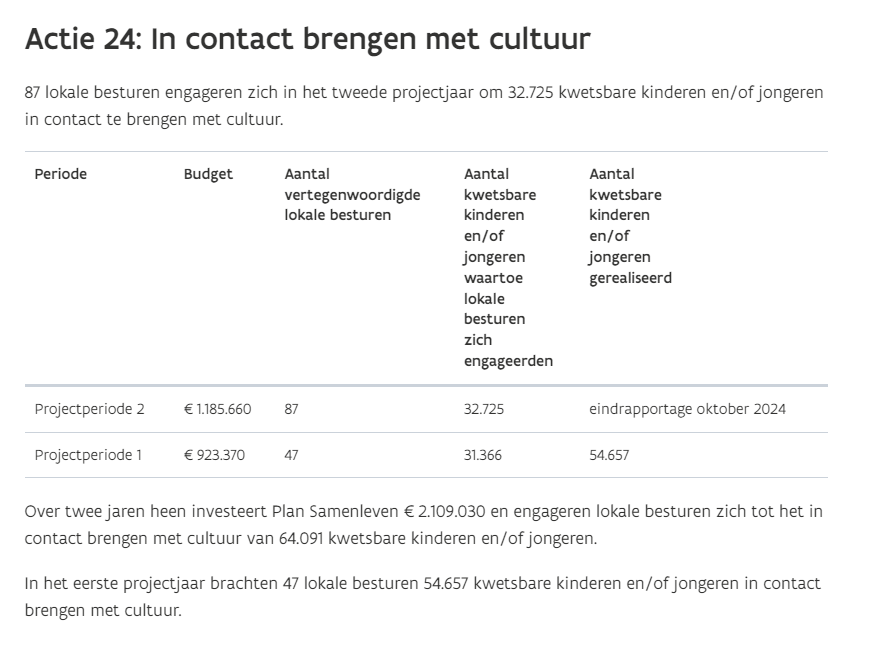 Actie 24: In contact brengen met cultuur
87 lokale besturen engageren zich in het tweede projectjaar om 32.725 kwetsbare kinderen en/of jongeren
in contact te brengen met cultuur.
Periode
Budget
Aantal
vertegenwoordigde
lokale besturen
Aantal
kwetsbare
kinderen
en/of
jongeren
waartoe
lokale
besturen
zich
engageerden
Aantal
kwetsbare
kinderen
en/of
jongeren
gerealiseerd
Projectperiode 2 € 1.185.660 87 32.725 eindrapportage oktober 2024
Projectperiode 1 € 923.370 47 31.366 54.657
Over twee jaren heen investeert Plan Samenleven € 2.109.030 en engageren lokale besturen zich tot het in
contact brengen met cultuur van 64.091 kwetsbare kinderen en/of jongeren.
In het eerste projectjaar brachten 47 lokale besturen 54.657 kwetsbare kinderen en/of jongeren in contact
brengen met cultuur.